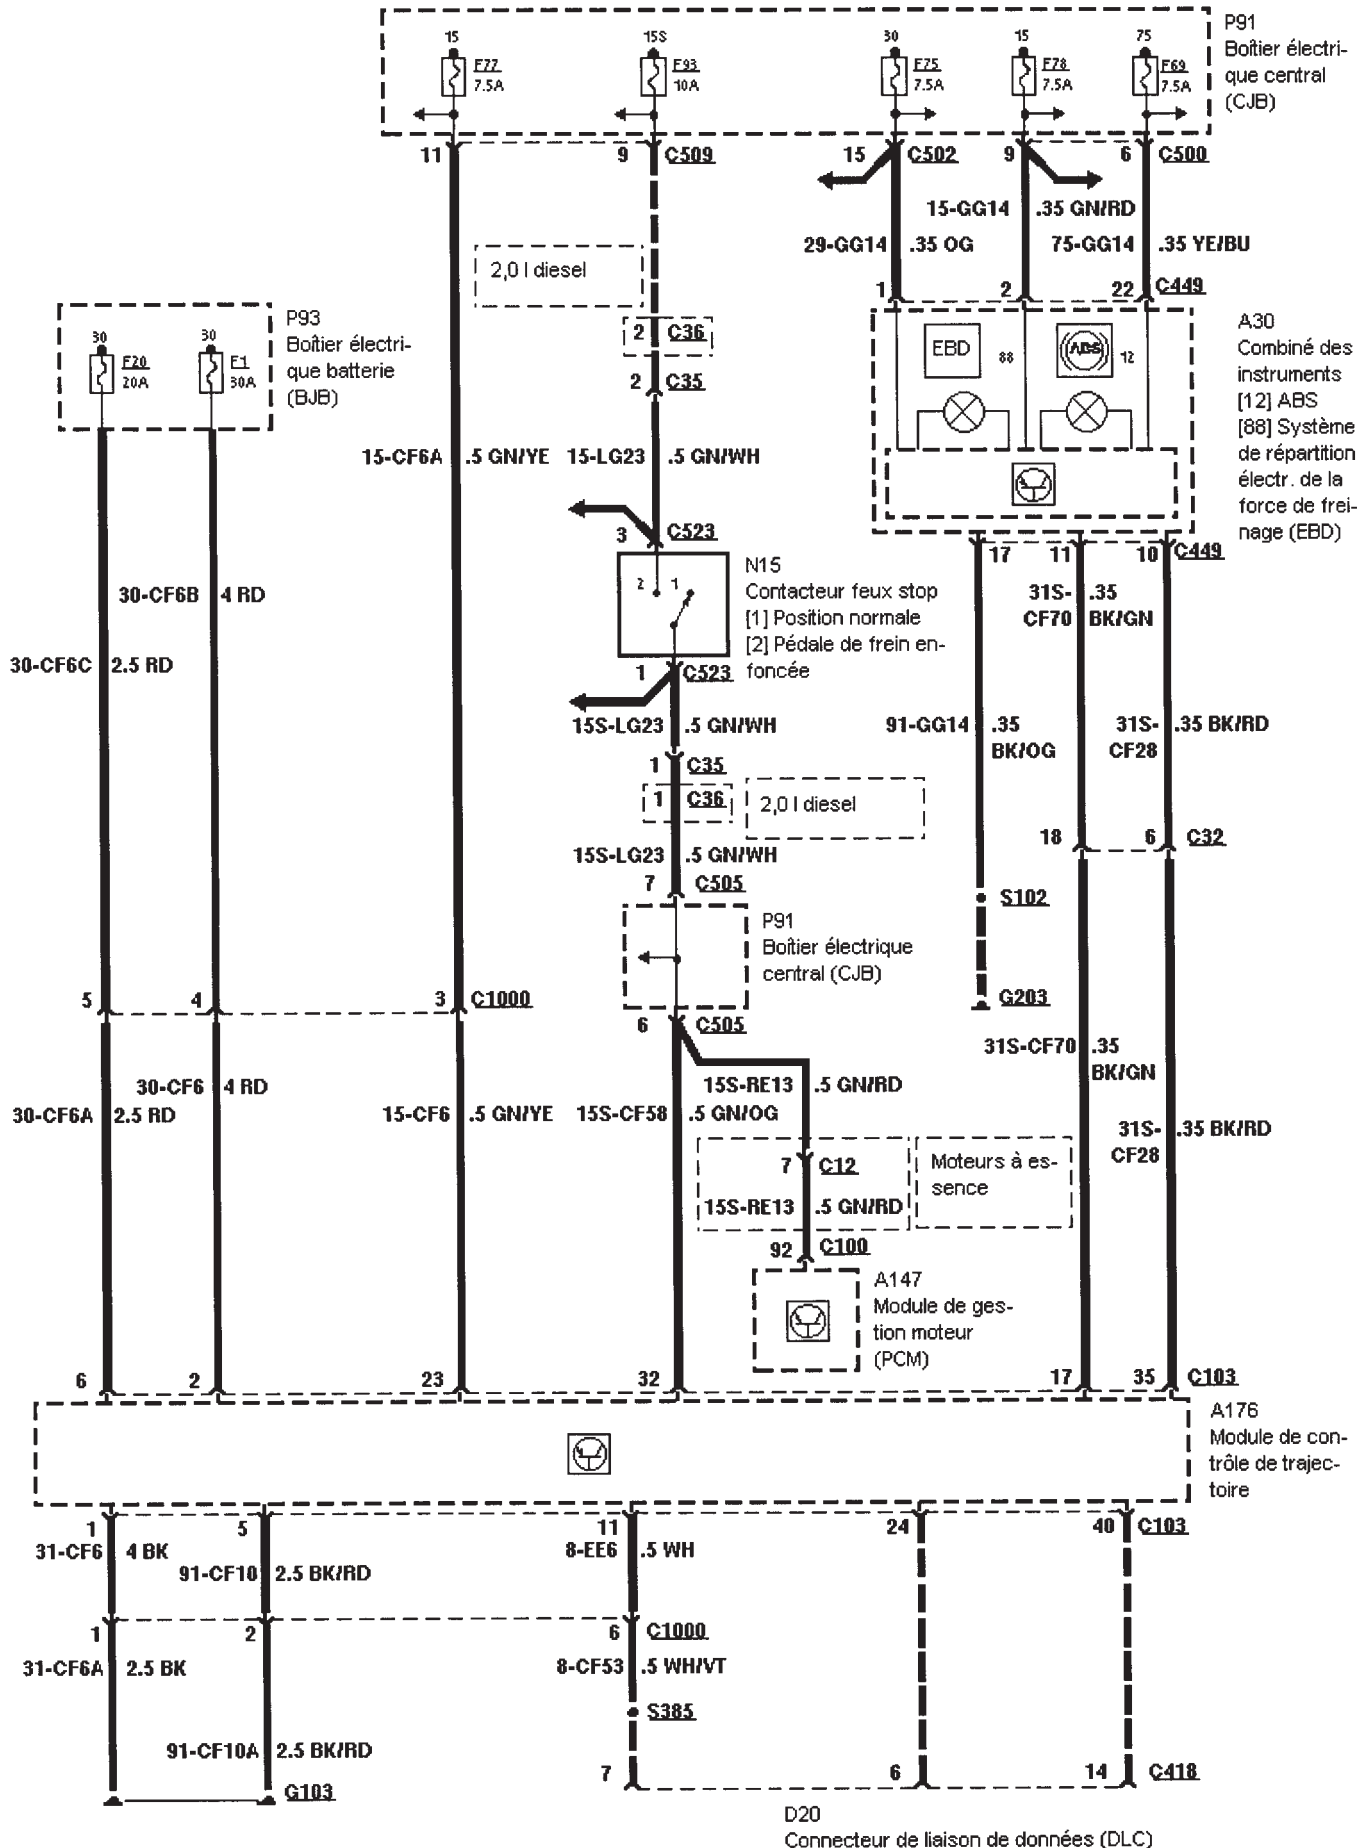 P91
Boîtier électri-
que central
(CJB)
15
F77
7.5A
15S
F93
10A
30
F75
7.5A
15
F78
7.5A
75
F69
7.5A
11
9
C509
15
C502
9
6
C500
15-GG14
.35 GN/RD
29-GG14
.35 OG
75-GG14
.35 YE/BU
2,0 l diesel
1
2
22
C449
P93
Boîtier électri-
que batterie
(BJB)
30
F20
20A
30
F1
30A
2
C36
2
C35
EBD
88
ABS
12
A30
Combiné des
instruments
[12] ABS
[88] Système
de répartition
électr. de la
force de frei-
nage (EBD)
15-CF6A
.5 GN/YE
15-LG23
.5 GN/WH
3
C523
17
11
10
C449
N15
Contacteur feux stop
[1] Position normale
[2] Pédale de frein en-
foncée
2
1
30-CF6B
4 RD
31S-
CF70
.35
BK/GN
30-CF6C
2.5 RD
1
C523
15S-LG23
.5 GN/WH
91-GG14
.35
BK/OG
31S-
CF28
.35 BK/RD
1
C35
1
C36
2,0 l diesel
18
6
C32
15S-LG23
.5 GN/WH
7
C505
S102
P91
Boîtier électrique
central (CJB)
5
4
3
C1000
G203
6
C505
31S-CF70
.35
BK/GN
30-CF6
4 RD
15S-RE13
.5 GN/RD
30-CF6A
2.5 RD
15-CF6
.5 GN/YE
15S-CF58
.5 GN/OG
31S-
CF28
.35 BK/RD
7
C12
Moteurs à es-
sence
15S-RE13
.5 GN/RD
92
C100
A147
Module de ges-
tion moteur
(PCM)
6
2
23
32
17
35
C103
A176
Module de con-
trôle de trajec-
toire
1
5
11
24
40
C103
31-CF6
4 BK
8-EE6
.5 WH
91-CF10
2.5 BK/RD
1
2
6
C1000
31-CF6A
2.5 BK
8-CF53
.5 WH/VT
S385
91-CF10A
2.5 BK/RD
7
6
14
C418
G103
D20
Connecteur de liaison de données (DLC)